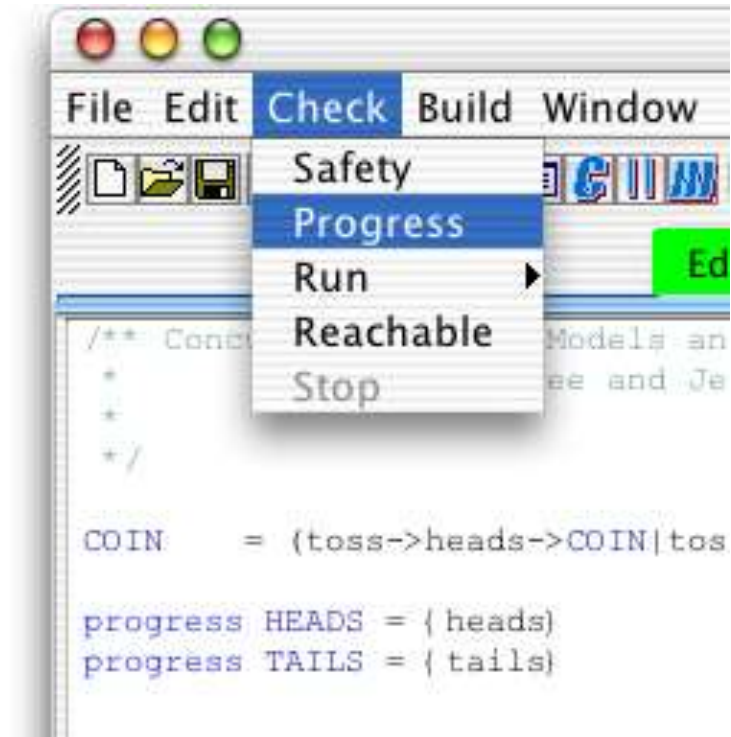 File Edit Check Build Window
Safety
Progress
Run
Reachable
Stop
Ed
/** Conc Models an
* ee and Je
*
*/
COIN = (toss->heads->COIN|tos
progress HEADS = {heads}
progress TAILS = {tails}